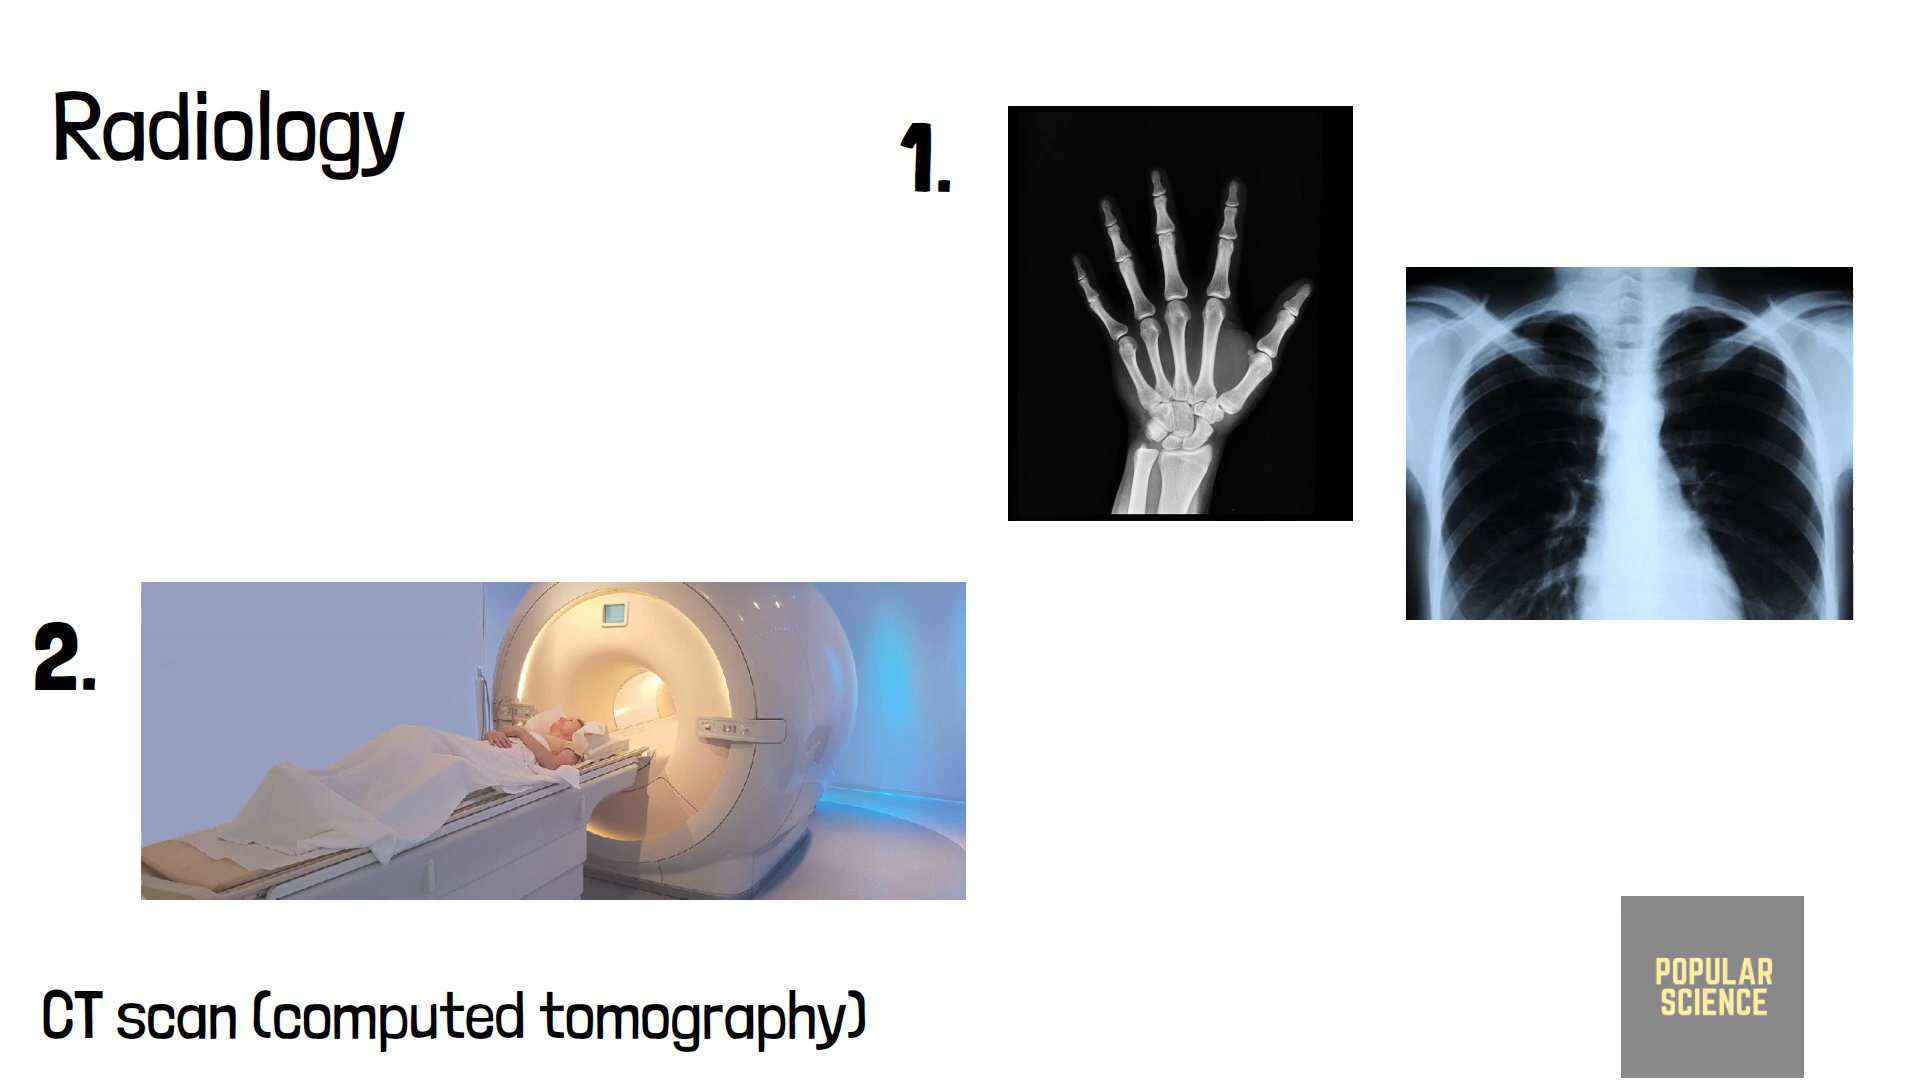 Radiology
1.
2.
CT scan (computed tomography)
POPULAR
SCIENCE